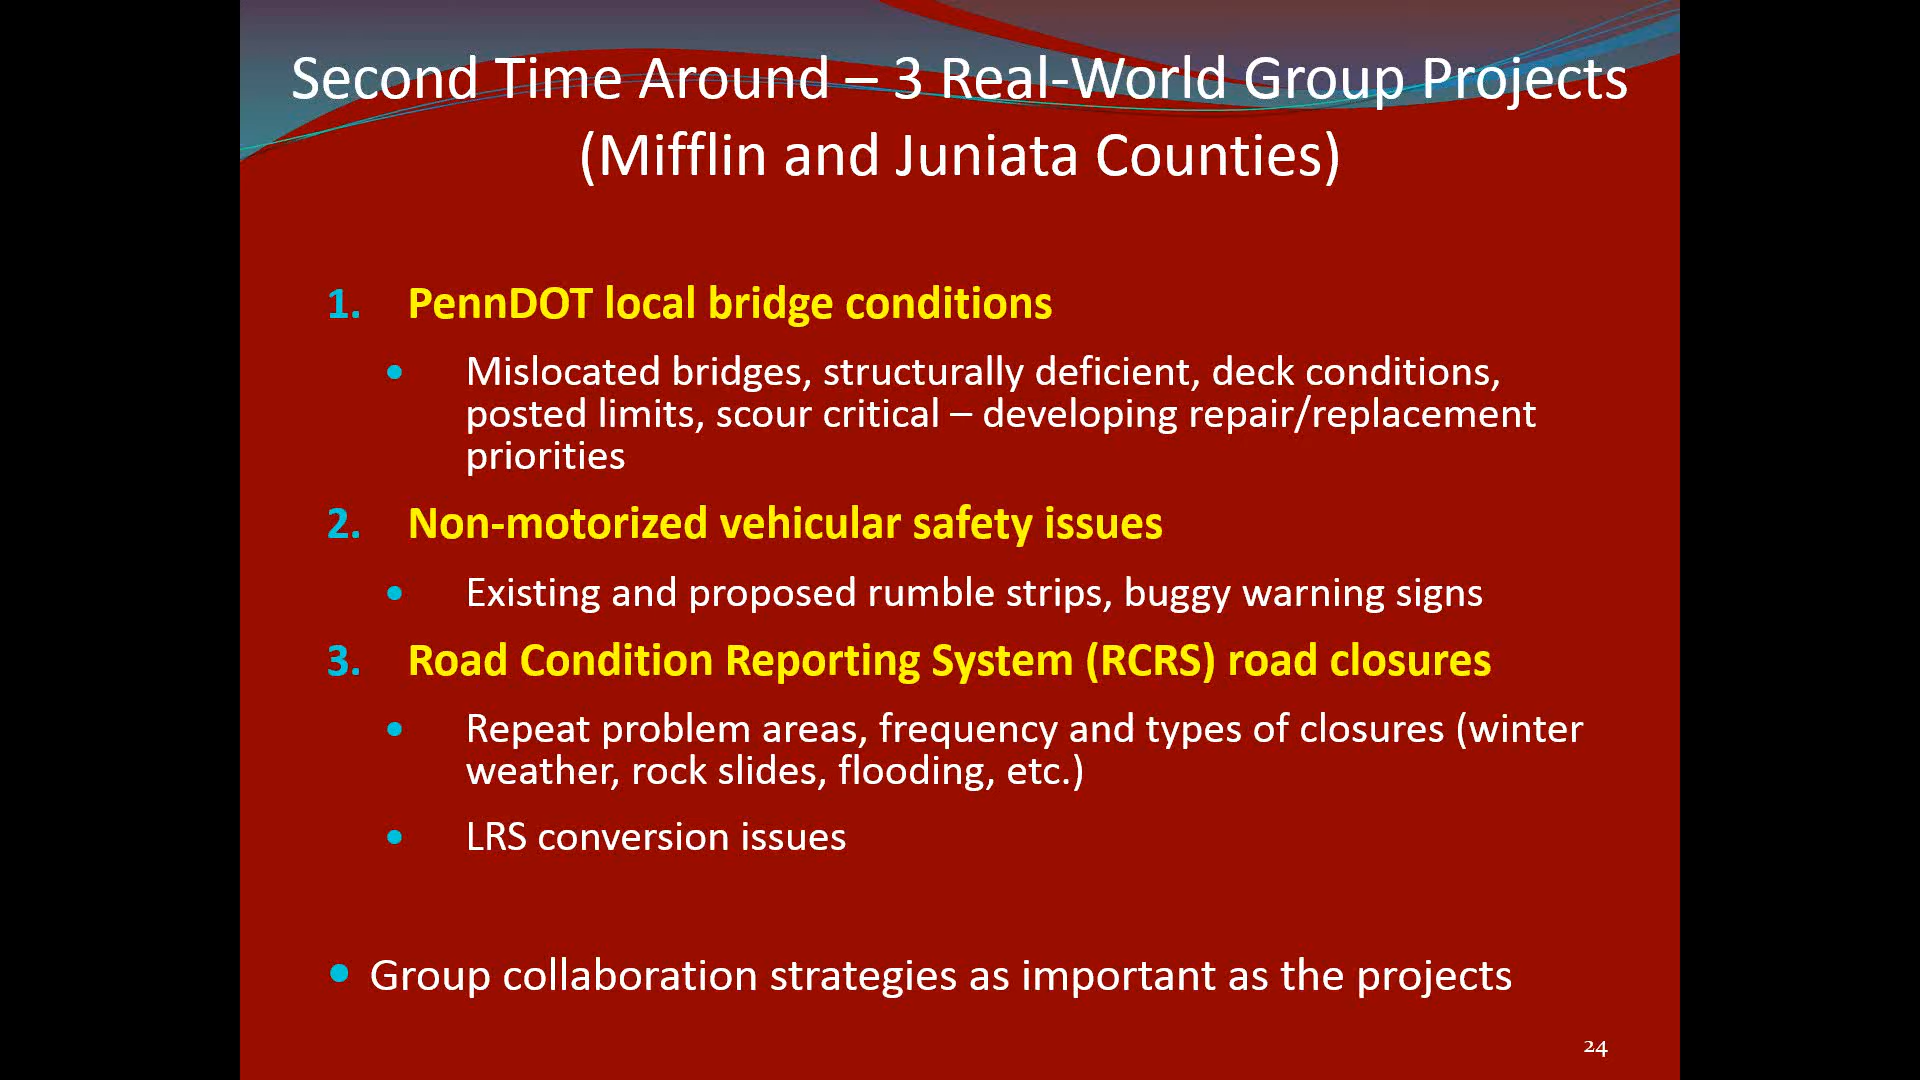 Second Time Around – 3 Real-World Group Projects
(Mifflin and Juniata Counties)
1. PennDOT local bridge conditions
• Mislocated bridges, structurally deficient, deck conditions,
posted limits, scour critical – developing repair/replacement
priorities
2. Non-motorized vehicular safety issues
• Existing and proposed rumble strips, buggy warning signs
3. Road Condition Reporting System (RCRS) road closures
• Repeat problem areas, frequency and types of closures (winter
weather, rock slides, flooding, etc.)
• LRS conversion issues
• Group collaboration strategies as important as the projects
24